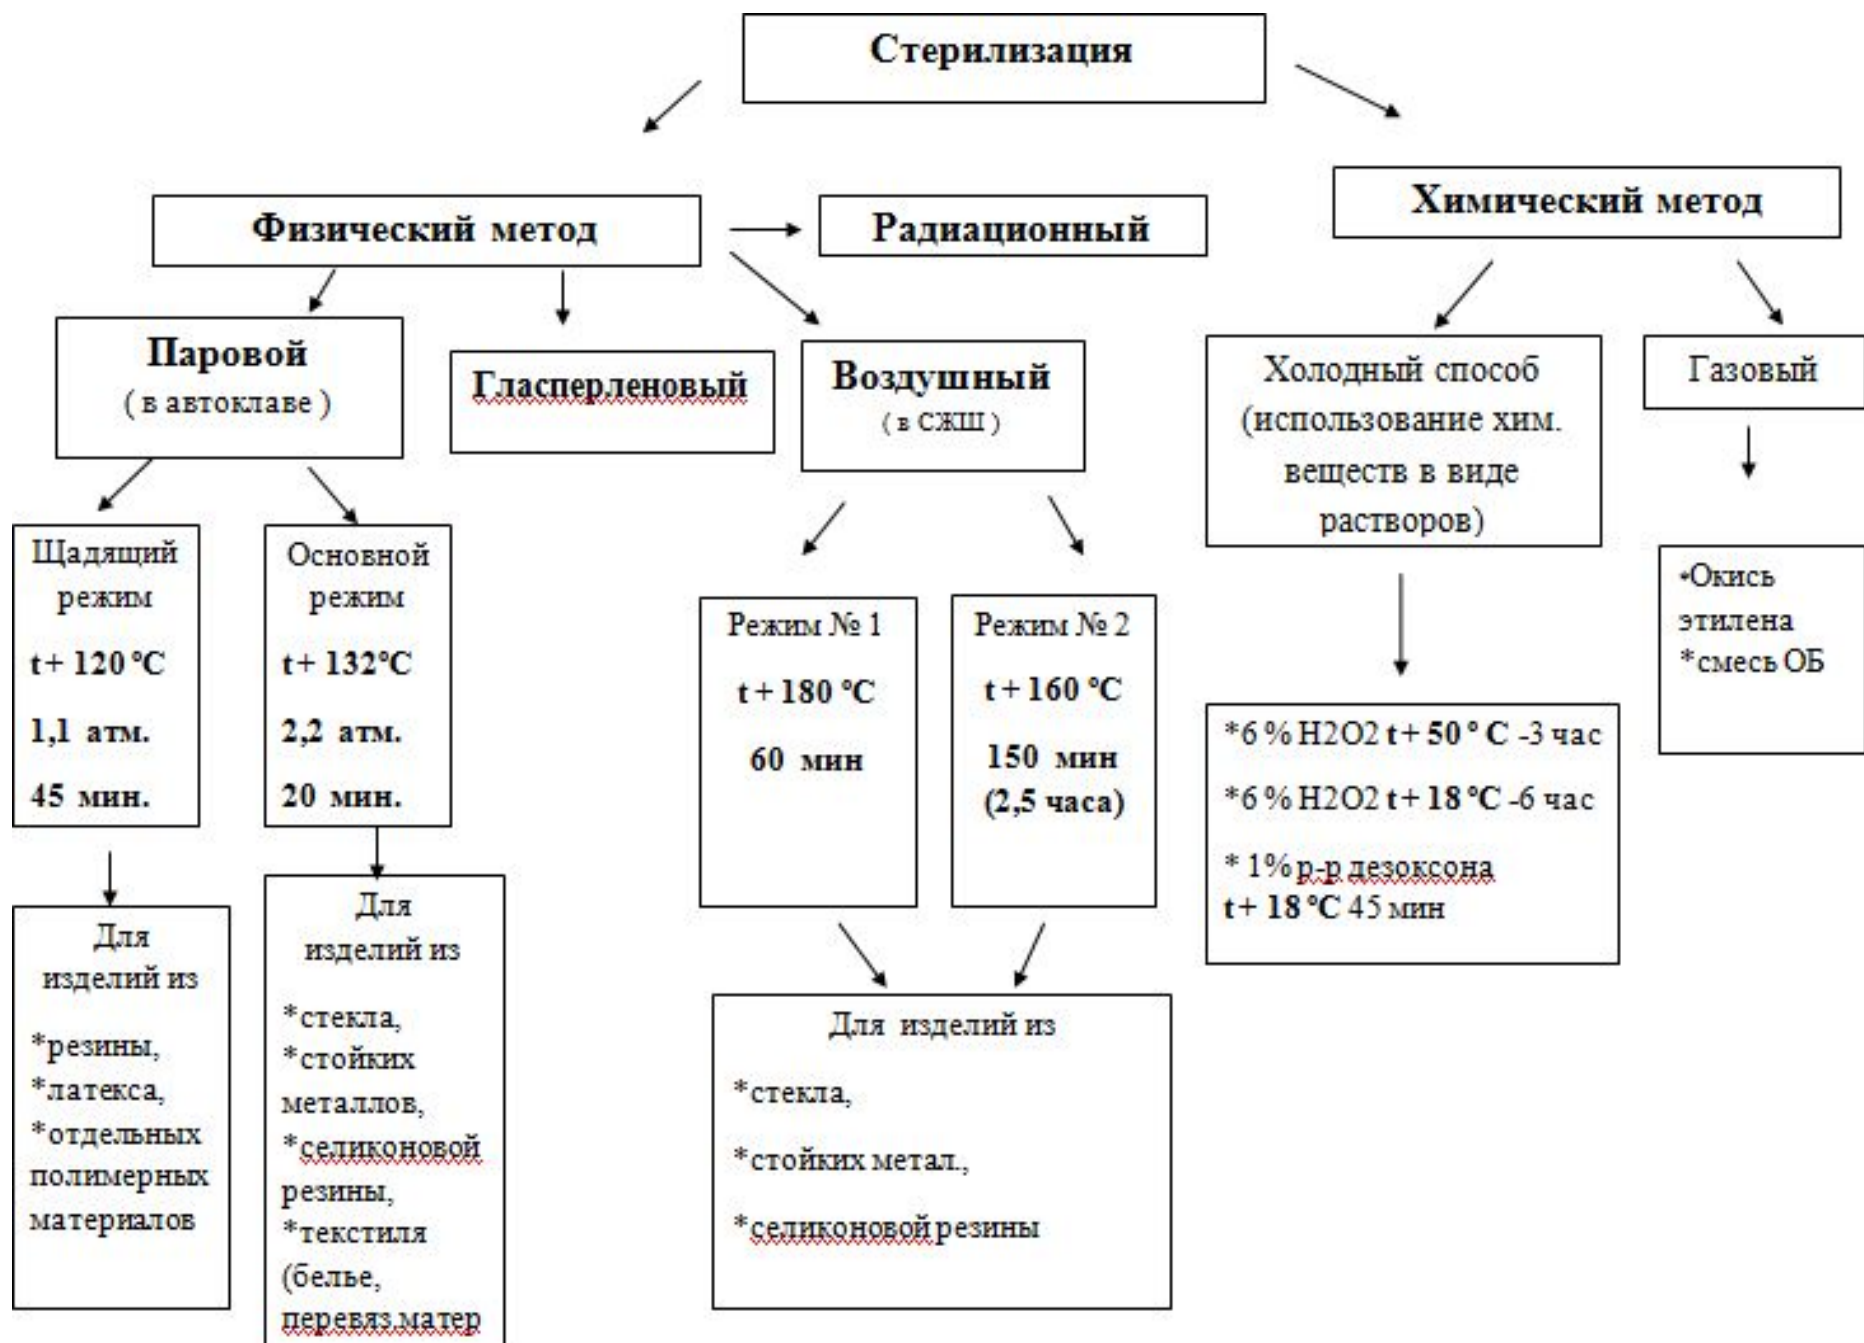 Стерилизация
Физический метод
Радиационный
Химический метод
Паровой
( в автоклаве )
Гласперленовый
Воздушный
( в СЖШ )
Холодный способ
(использование хим.
веществ в виде
растворов)
Газовый
Щадящий
режим
t+ 120 °C
1,1 атм.
45 мин.
Основной
режим
t+ 132°C
2,2 атм.
20 мин.
Режим № 1
t + 180 °C
60 мин
Режим № 2
t + 160 °C
150 мин
(2,5 часа)
*6 % H2O2 t+ 50 ° C -3 час
*6 % H2O2 t+ 18 °C -6 час
* 1% р-р дезоксона
t+ 18 °C 45 мин
*Окись
этилена
*смесь ОБ
Для
изделий из
*резины,
*латекса,
*отдельных
полимерных
материалов
Для
изделий из
*стекла,
*стойких
металлов,
*селиконовой
резины,
*текстиля
(белье,
перевяз.матер
Для изделий из
*стекла,
*стойких метал.,
*селиконовой резины